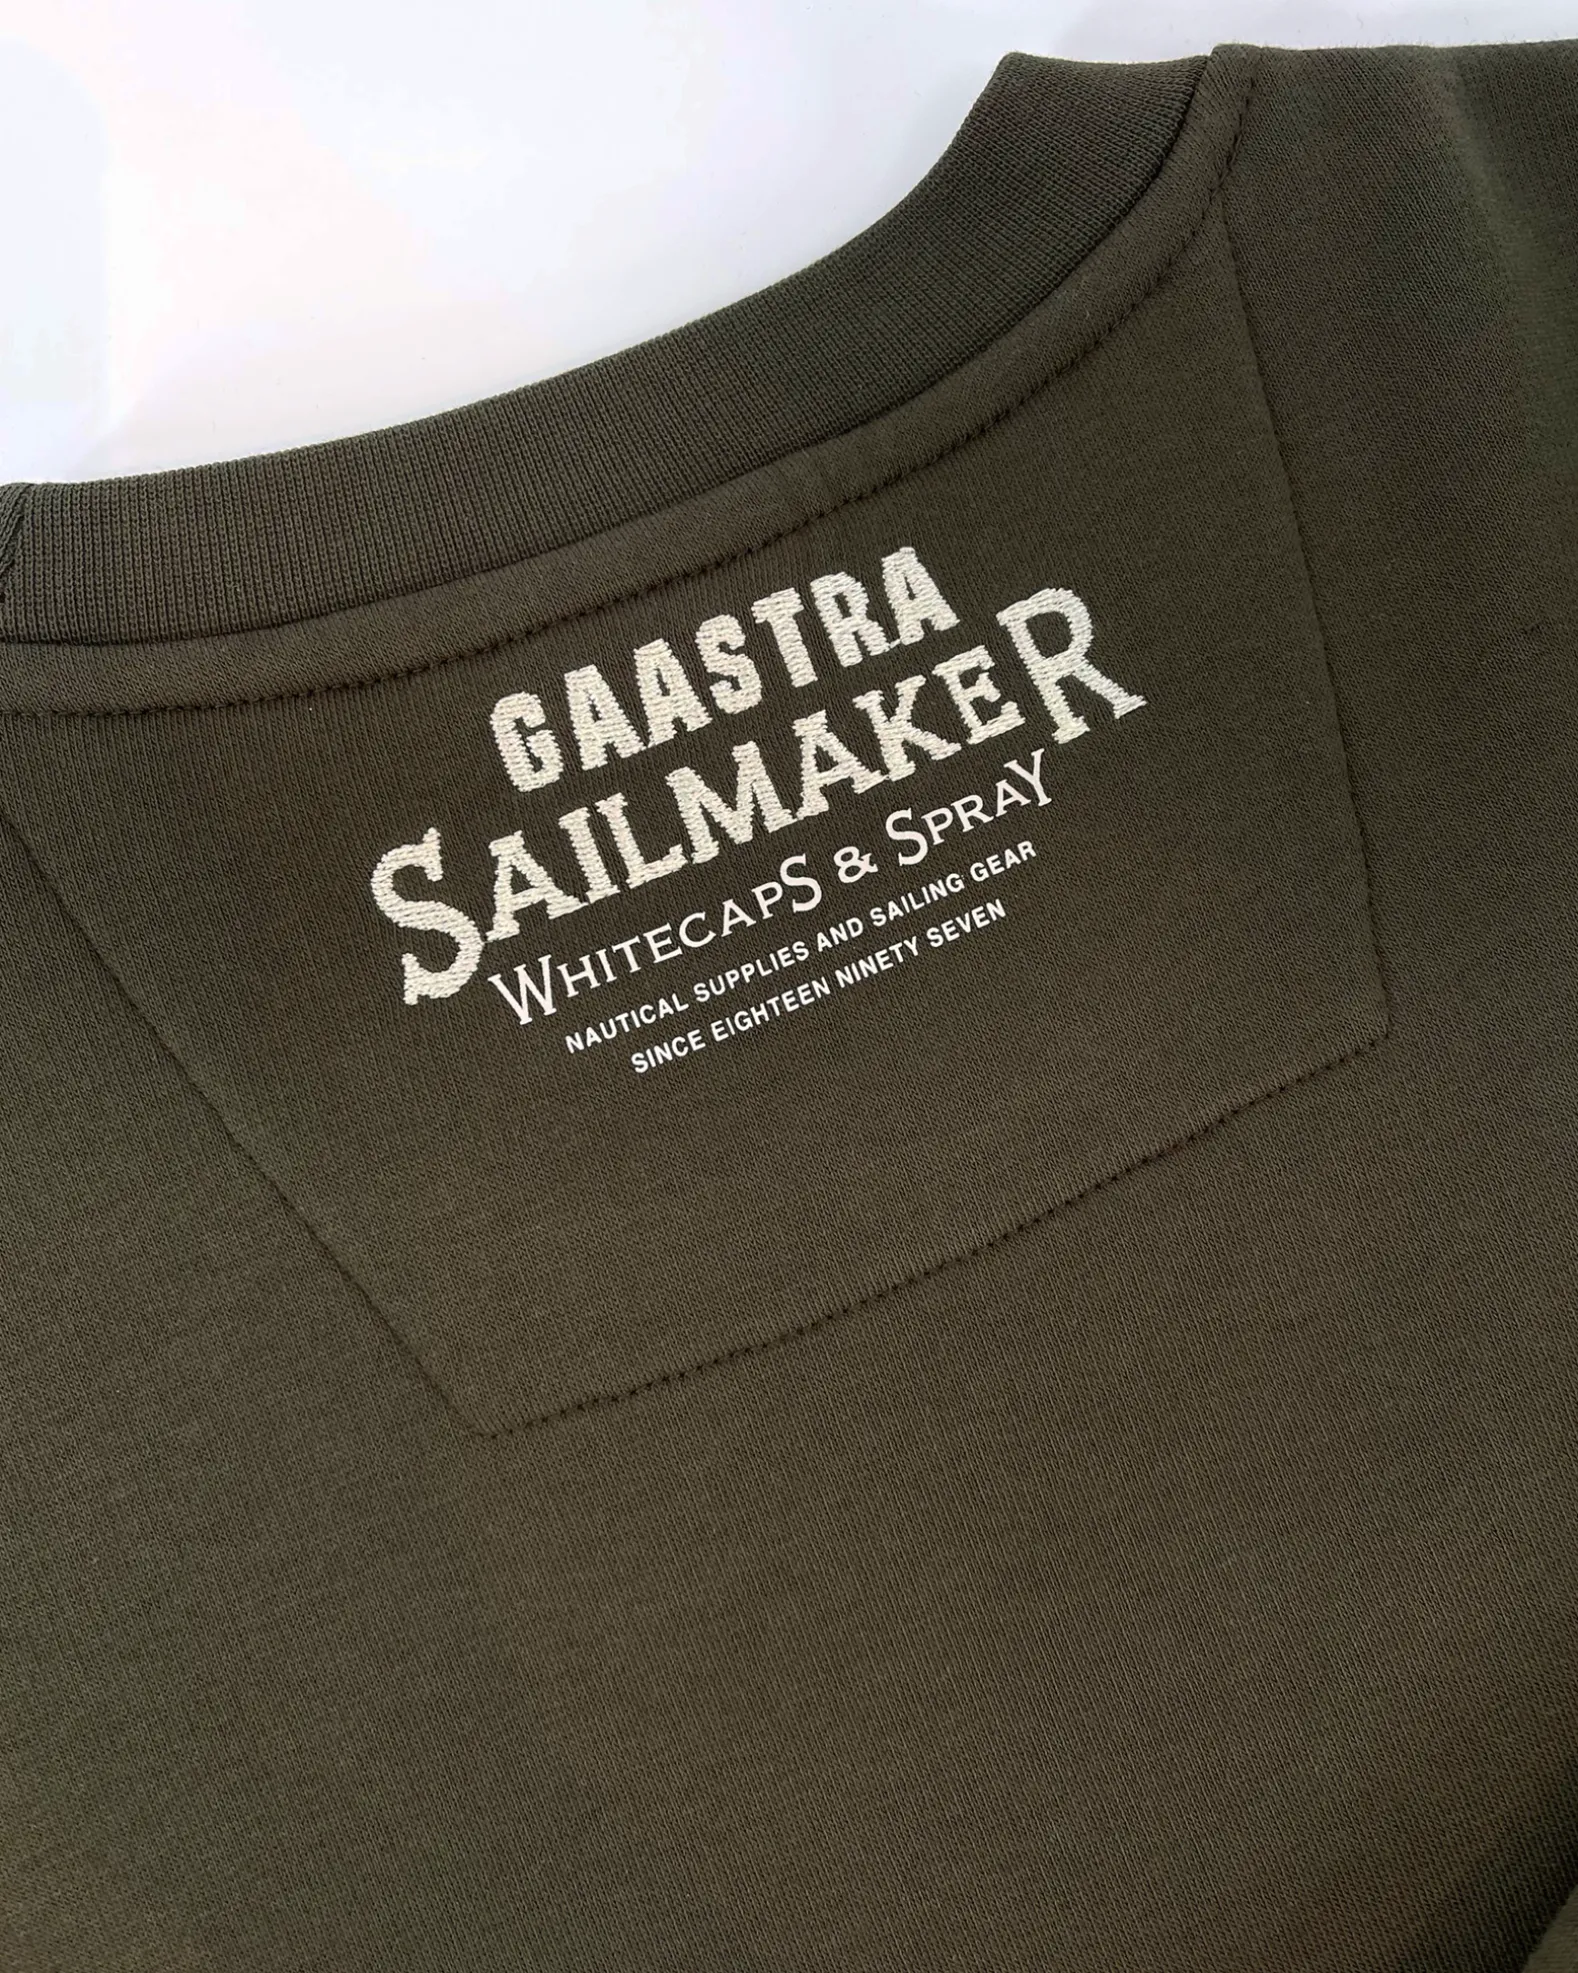 GAASTRA
SAILMAKER
WHITECAPS & SPRAY
NAUTICAL SUPPLIES AND SAILING GEAR
SINCE EIGHTEEN NINETY SEVEN